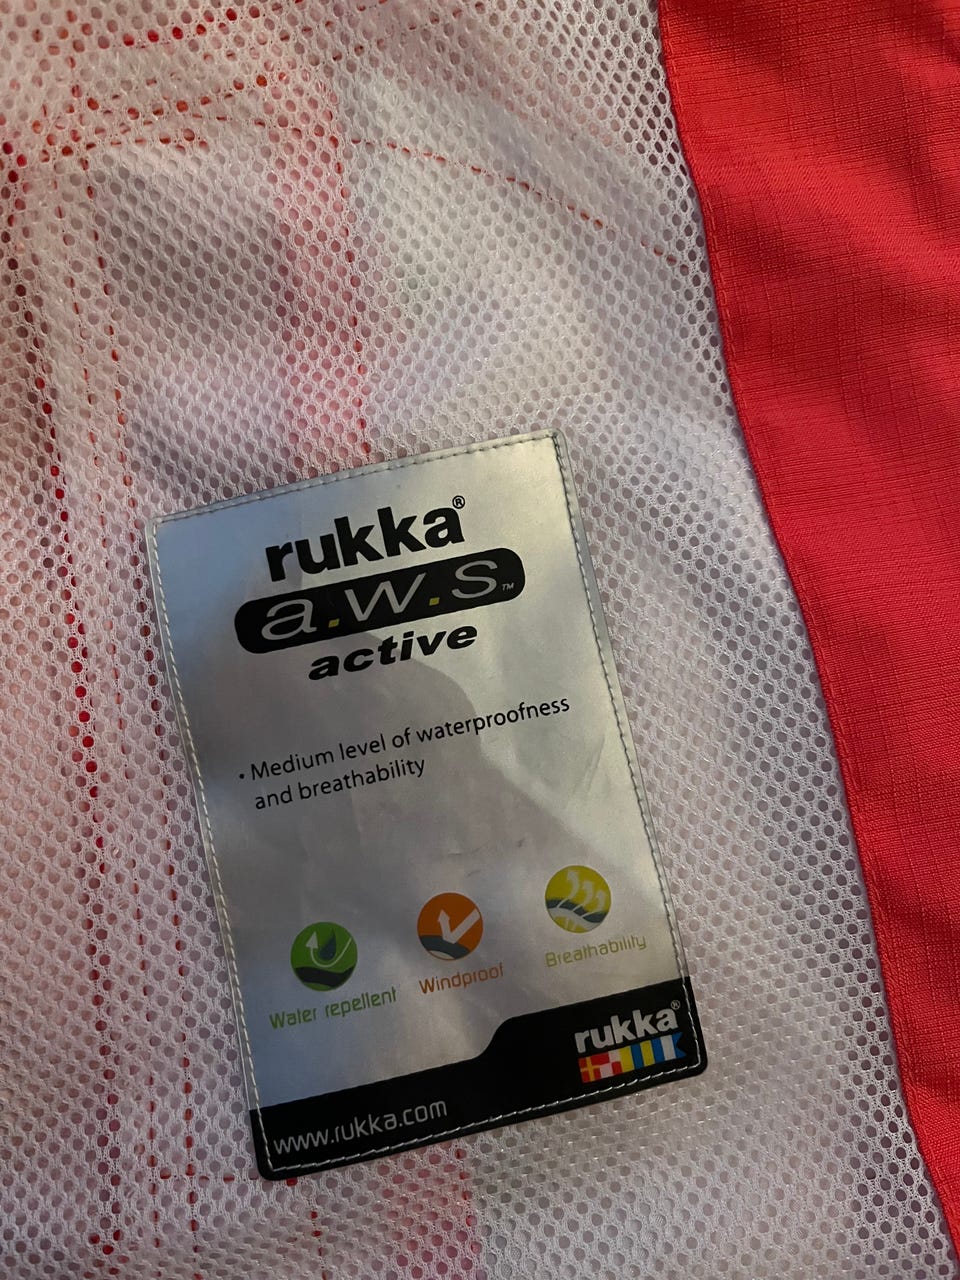 rukka®
a.w.s™
active
• Medium level of waterproofness
and breathability
Water repellent
Windproof
Breathability
rukka®
www.rukka.com